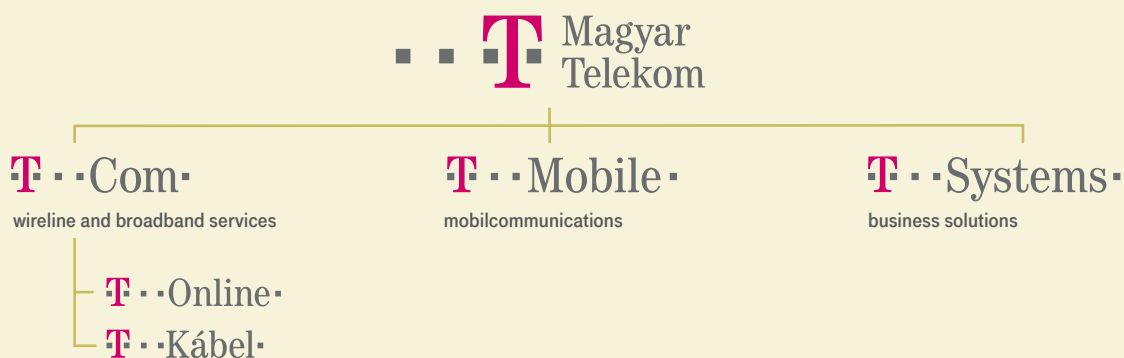 T Magyar
Telekom
T Com
T Mobile
T Systems
wireline and broadband services
mobilcommunications
business solutions
T Online
T Kábel